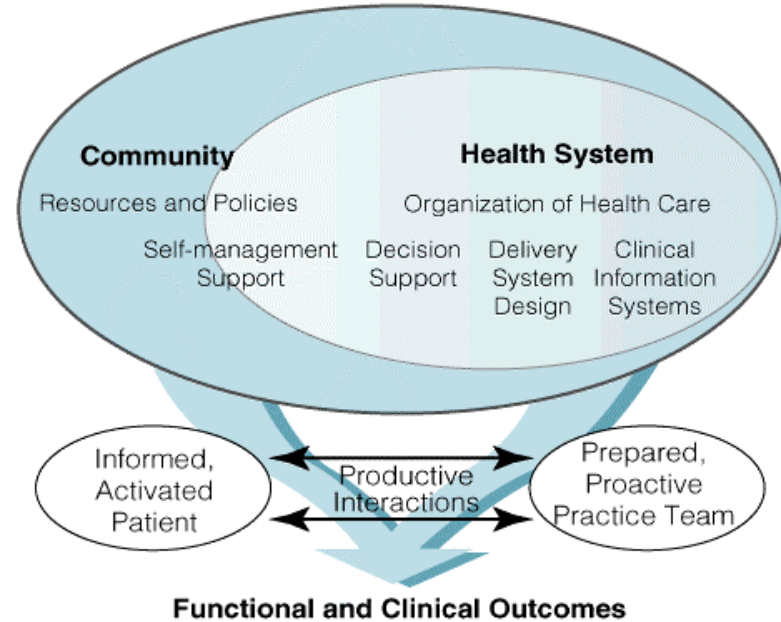 Community
Health System
Resources and Policies
Organization of Health Care
Self-management
Support
Decision
Support
Delivery
System
Design
Clinical
Information
Systems
Informed,
Activated
Patient
Productive
Interactions
Prepared,
Proactive
Practice Team
Functional and Clinical Outcomes